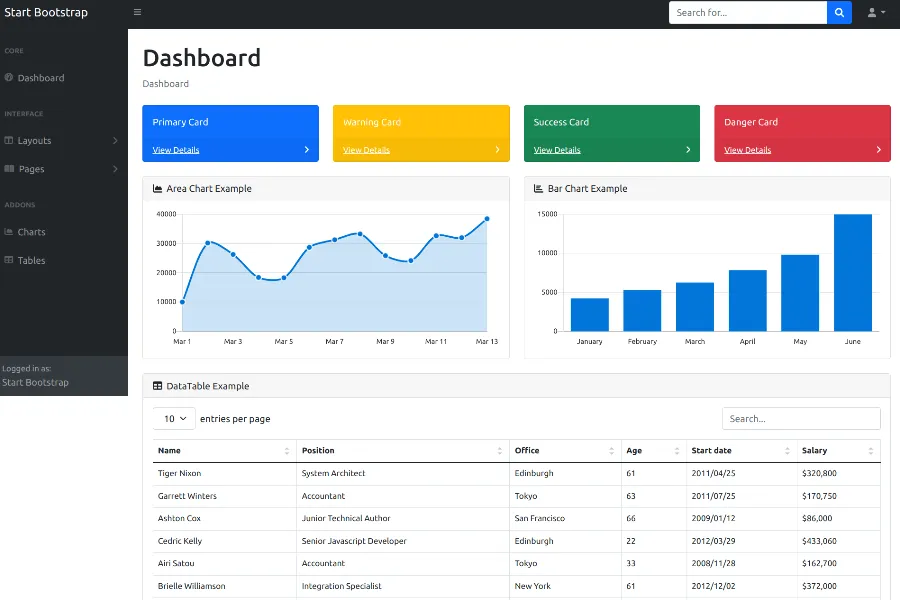 Start Bootstrap
Search for...
CORE
Dashboard
INTERFACE
Layouts
Pages
ADDONS
Charts
Tables
Logged in as:
Start Bootstrap
Dashboard
Dashboard
Primary Card
View Details
Warning Card
View Details
Success Card
View Details
Danger Card
View Details
Area Chart Example
40000
30000
20000
10000
0
Mar 1 Mar 3 Mar 5 Mar 7 Mar 9 Mar 11 Mar 13
Bar Chart Example
15000
10000
5000
0
January February March April May June
DataTable Example
10 entries per page
Search...
Name Position Office Age Start date Salary
Tiger Nixon System Architect Edinburgh 61 2011/04/25 $320,800
Garrett Winters Accountant Tokyo 63 2011/07/25 $170,750
Ashton Cox Junior Technical Author San Francisco 66 2009/01/12 $86,000
Cedric Kelly Senior Javascript Developer Edinburgh 22 2012/03/29 $433,060
Airi Satou Accountant Tokyo 33 2008/11/28 $162,700
Brielle Williamson Integration Specialist New York 61 2012/12/02 $372,000